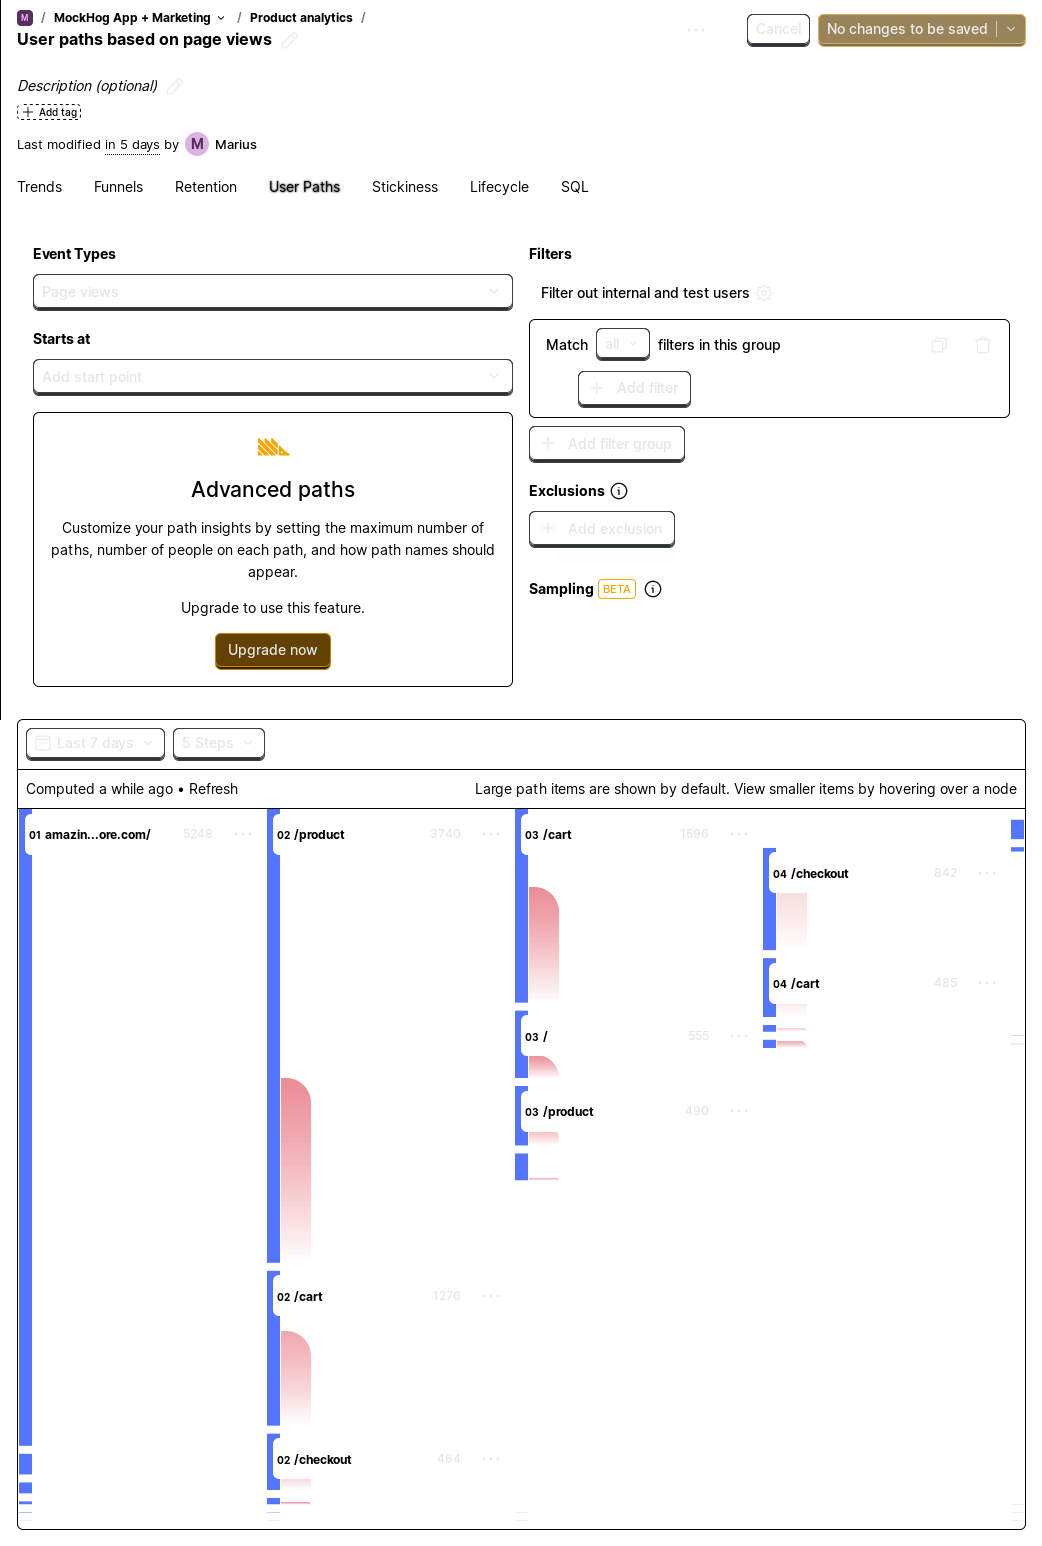 M / MockHog App + Marketing / Product analytics /
User paths based on page views
Cancel
No changes to be saved
Description (optional)
Add tag
Last modified in 5 days by M Marius
Trends Funnels Retention User Paths Stickiness Lifecycle SQL
Event Types
Page views
Starts at
Add start point
Advanced paths
Customize your path insights by setting the maximum number of
paths, number of people on each path, and how path names should
appear.
Upgrade to use this feature.
Upgrade now
Filters
Filter out internal and test users
Match all filters in this group
Add filter
Add filter group
Exclusions
Add exclusion
Sampling BETA
Last 7 days 5 Steps
Computed a while ago • Refresh
Large path items are shown by default. View smaller items by hovering over a node
01 amazin...ore.com/ 5248
02 /product 3740
03 /cart 1596
04 /checkout 842
04 /cart 485
03 / 555
03 /product 490
02 /cart 1276
02 /checkout 464